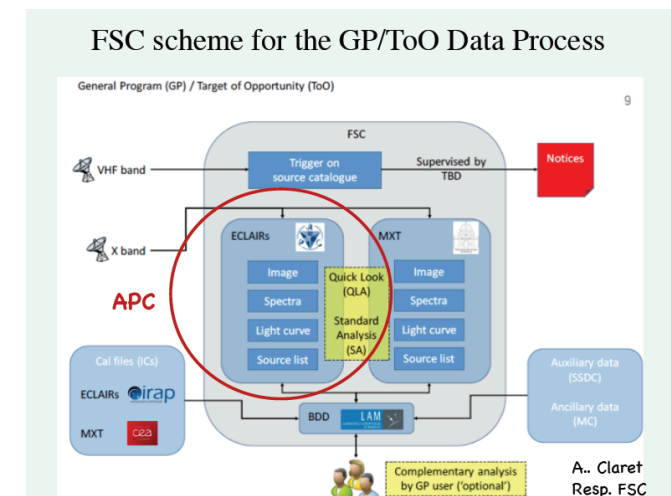 FSC scheme for the GP/ToO Data Process
General Program (GP) / Target of Opportunity (ToO)
9
FSC
VHF band
Trigger on
source catalogue
Supervised by
TBD
Notices
X band
ECLAIRs
MXT
Image
Spectra
Light curve
Source list
Quick Look
(QLA)
Standard
Analysis
(SA)
Image
Spectra
Light curve
Source list
APC
Cal files (ICs)
ECLAIRs
irap
MXT
cea
BDD
LAM
Auxiliary data
(SSDC)
Ancillary data
(MC)
Complementary analysis
by GP user ('optional')
A.. Claret
Resp. FSC